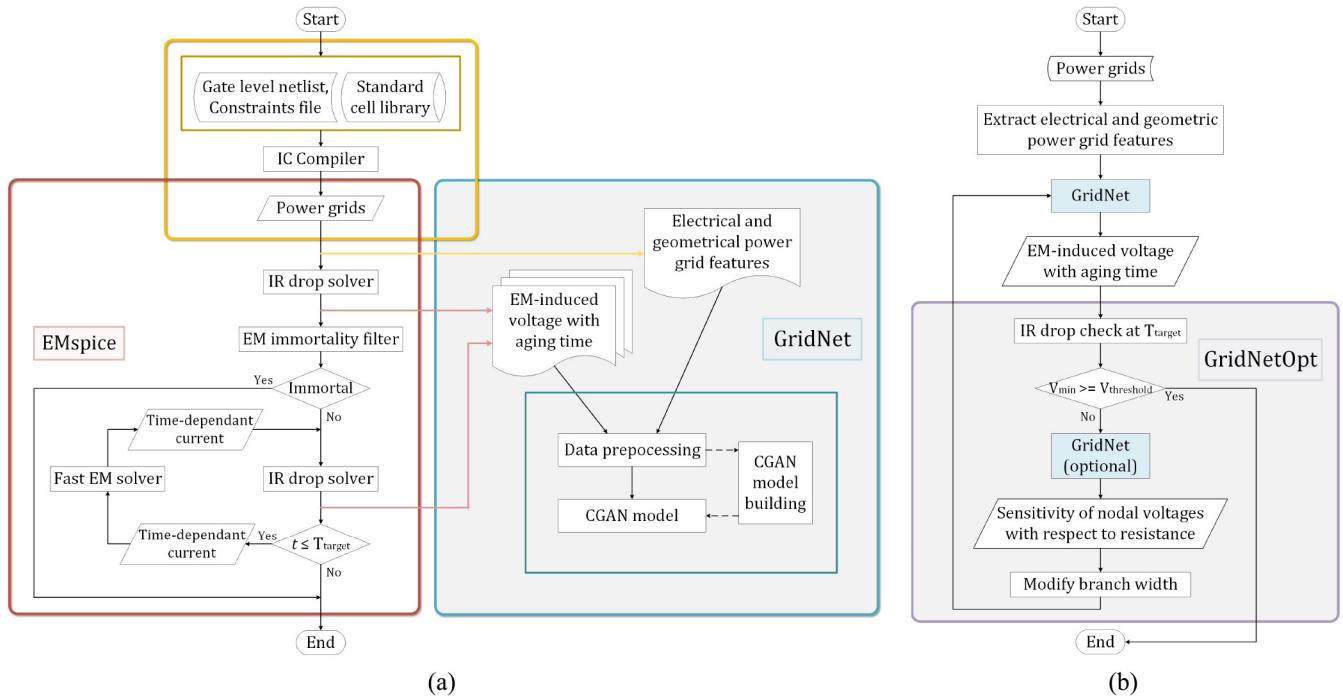 Start
Gate level netlist,
Constraints file
Standard
cell library
IC Compiler
Power grids
IR drop solver
EM immortality filter
EMspice
Yes
Immortal
No
Time-dependant
current
Fast EM solver
IR drop solver
Time-dependant
current
Yes
t ≤ Ttarget
No
End
Electrical and
geometrical power
grid features
EM-induced
voltage with
aging time
GridNet
Data prepocessing
CGAN
model
building
CGAN model
(a)
Start
Power grids
Extract electrical and geometric
power grid features
GridNet
EM-induced voltage
with aging time
IR drop check at Ttarget
GridNetOpt
Vmin >= Vthreshold
Yes
No
GridNet
(optional)
Sensitivity of nodal voltages
with respect to resistance
Modify branch width
End
(b)